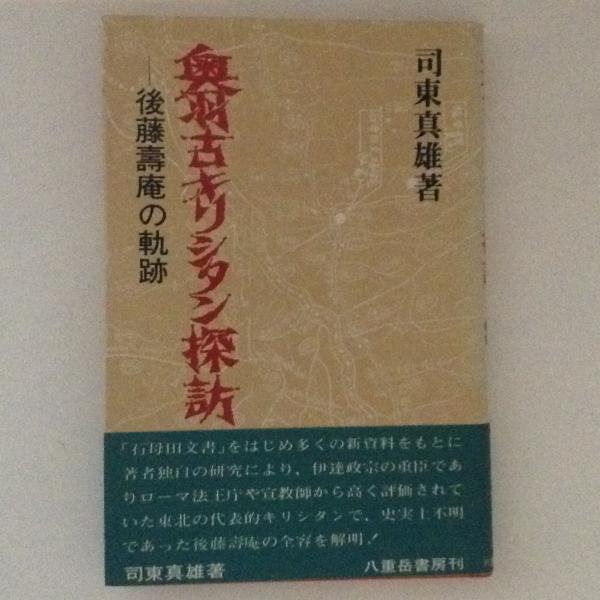 司東真雄著
奥羽古キリシタン探訪
―後藤壽庵の軌跡
「石母田文書」をはじめ多くの新資料をもとに
著者独自の研究により、伊達政宗の重臣であ
りローマ法王庁や宣教師から高く評価されて
いた東北の代表的キリシタンで、史実上不明
であった後藤壽庵の全容を解明！
司東真雄著
八重岳書房刊